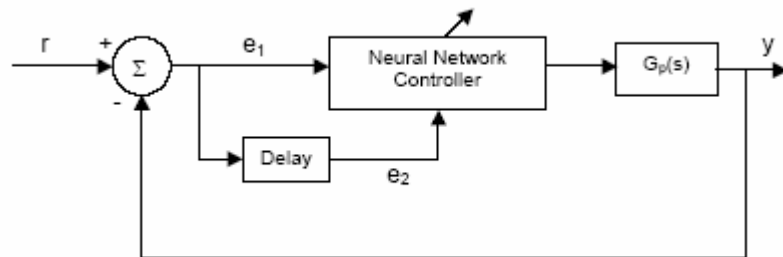 r
+
Σ
-
e₁
Neural Network
Controller
Gₚ(s)
y
Delay
e₂